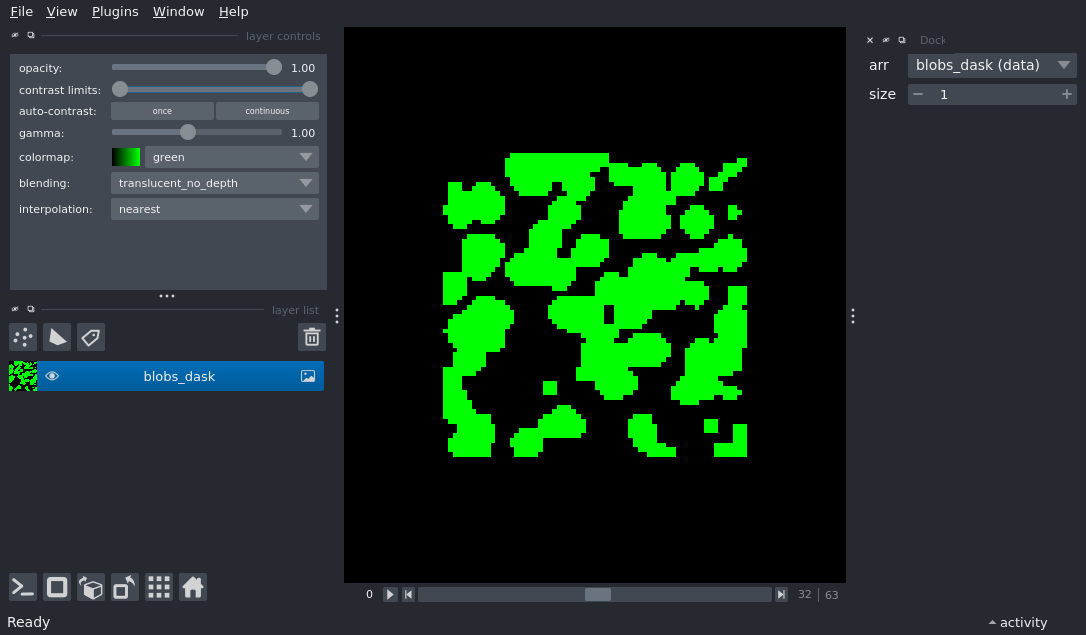 File View Plugins Window Help
layer controls
opacity: 1.00
contrast limits:
auto-contrast: once continuous
gamma: 1.00
colormap: green
blending: translucent_no_depth
interpolation: nearest
layer list
blobs_dask
0 32 63
Dock
arr blobs_dask (data)
size 1
Ready
activity